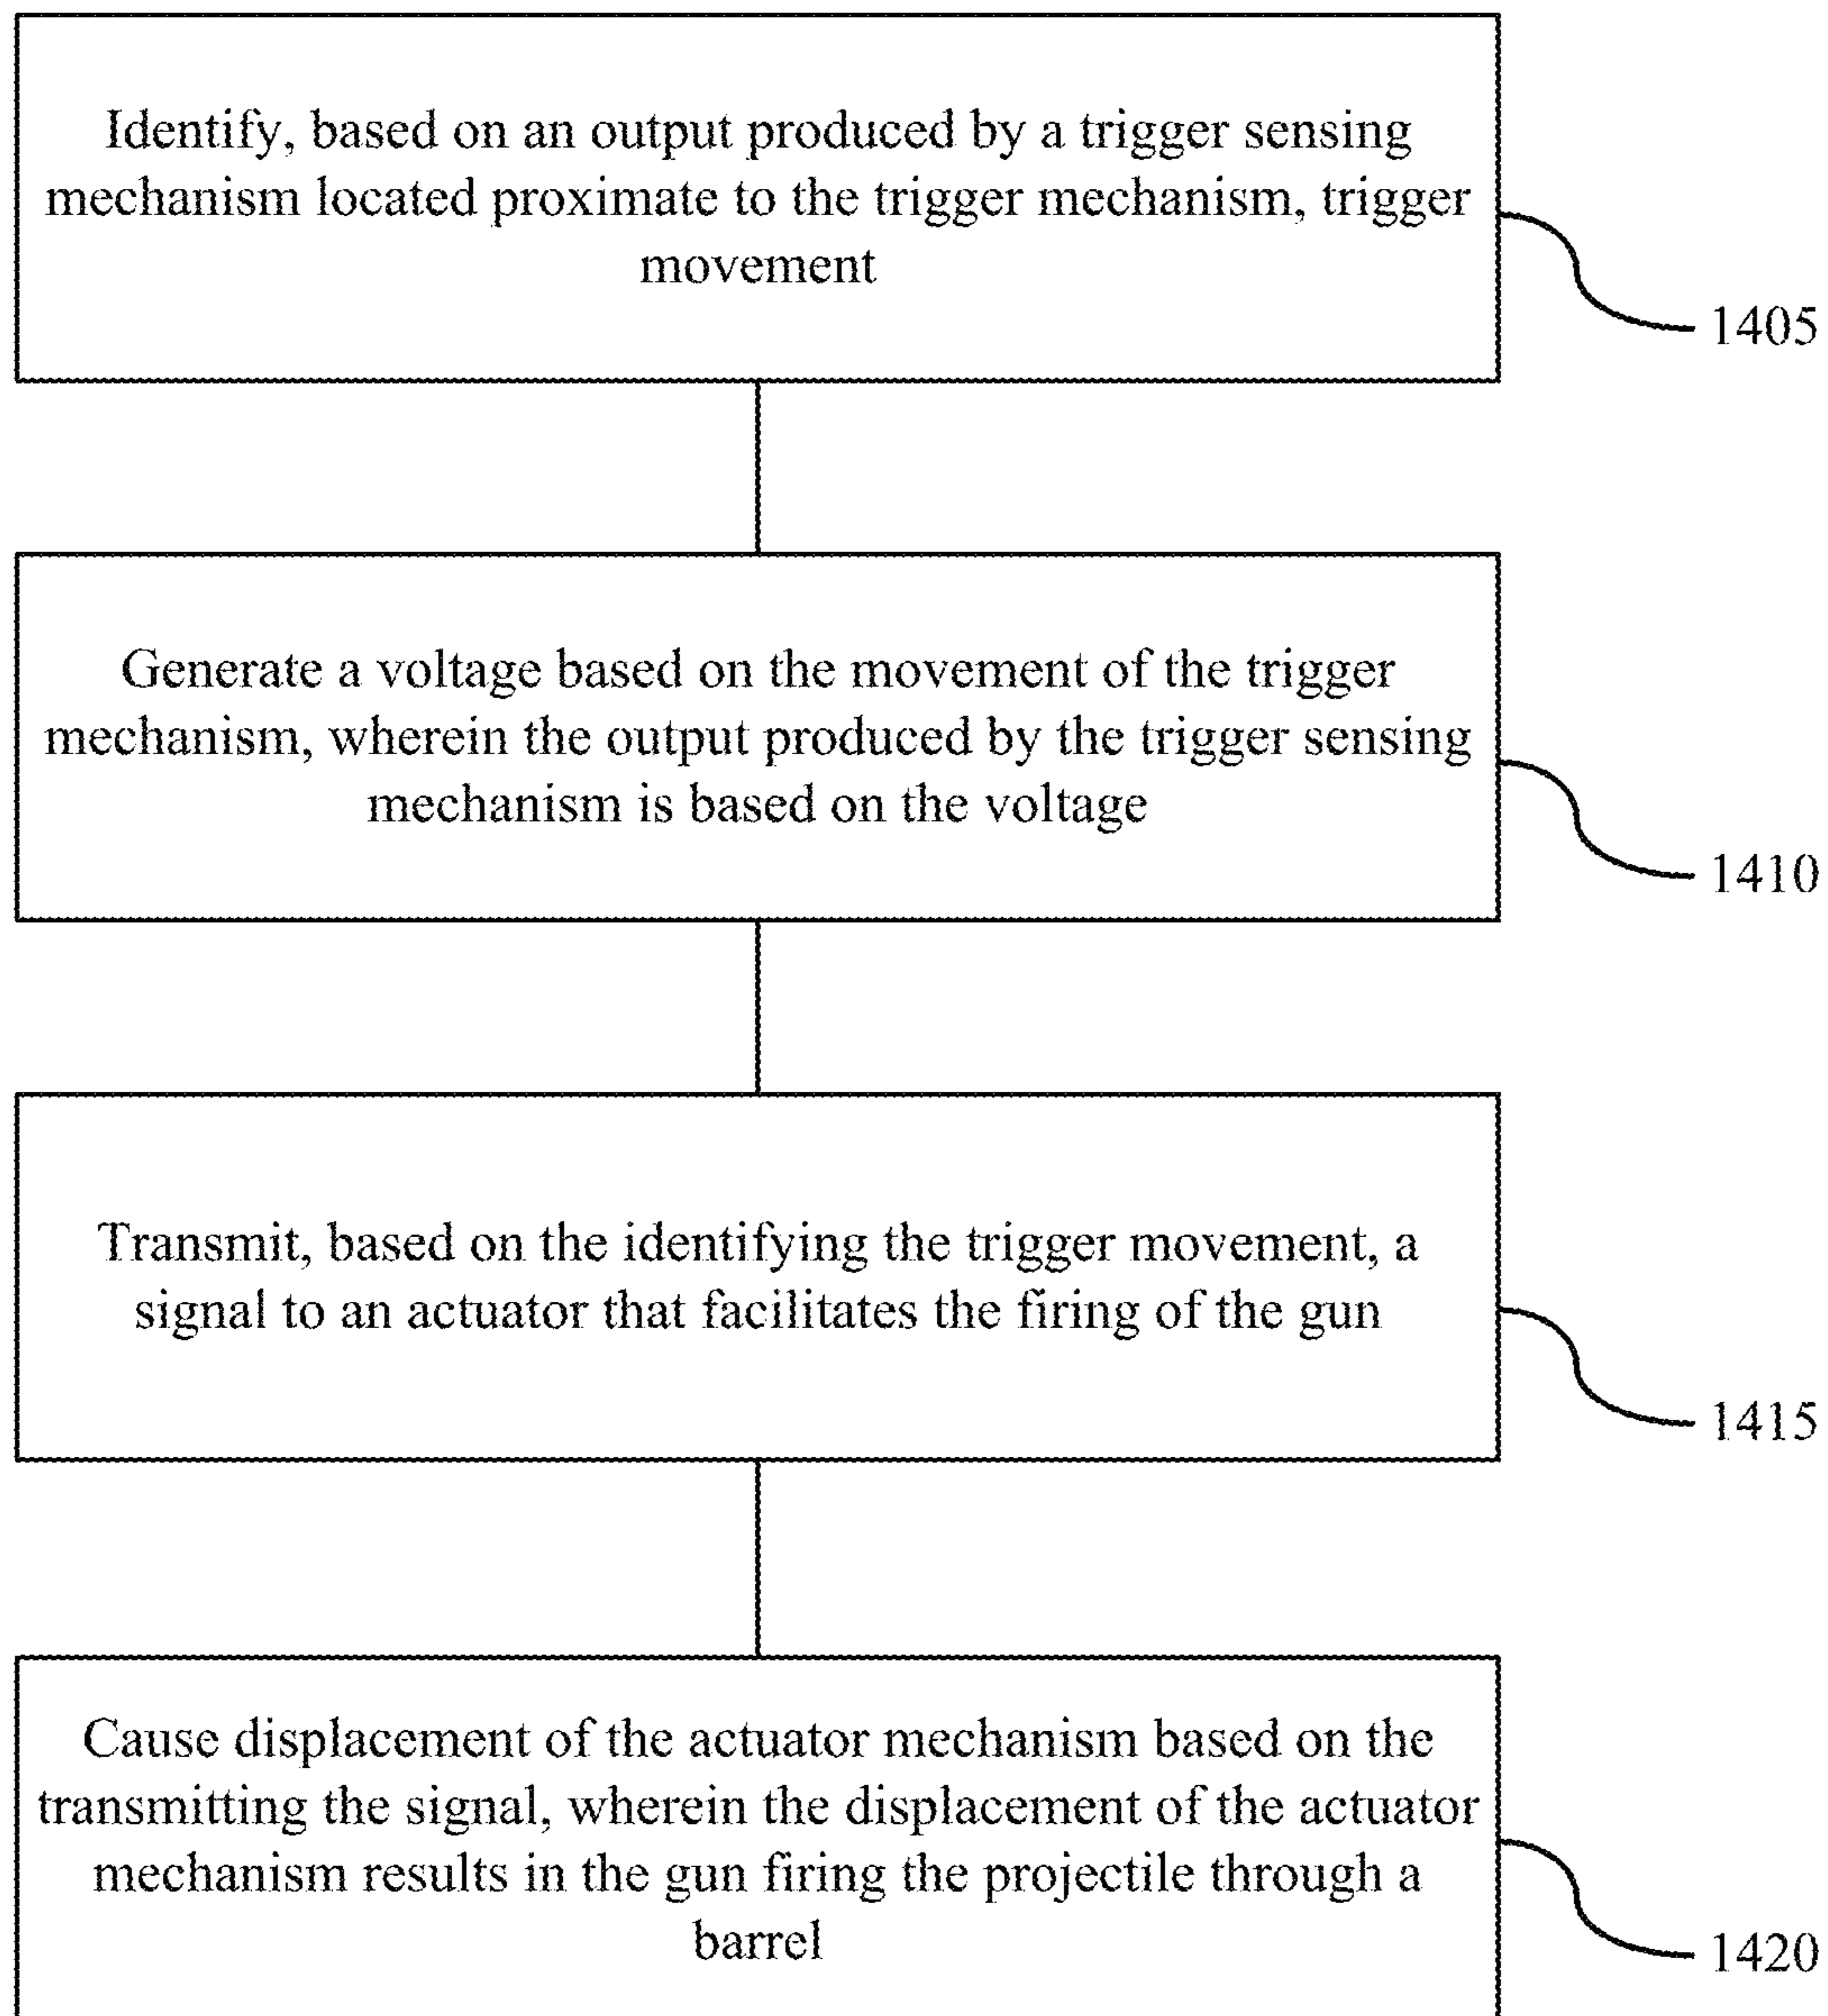 Identify, based on an output produced by a trigger sensing
mechanism located proximate to the trigger mechanism, trigger
movement
1405
Generate a voltage based on the movement of the trigger
mechanism, wherein the output produced by the trigger sensing
mechanism is based on the voltage
1410
Transmit, based on the identifying the trigger movement, a
signal to an actuator that facilitates the firing of the gun
1415
Cause displacement of the actuator mechanism based on the
transmitting the signal, wherein the displacement of the actuator
mechanism results in the gun firing the projectile through a
barrel
1420